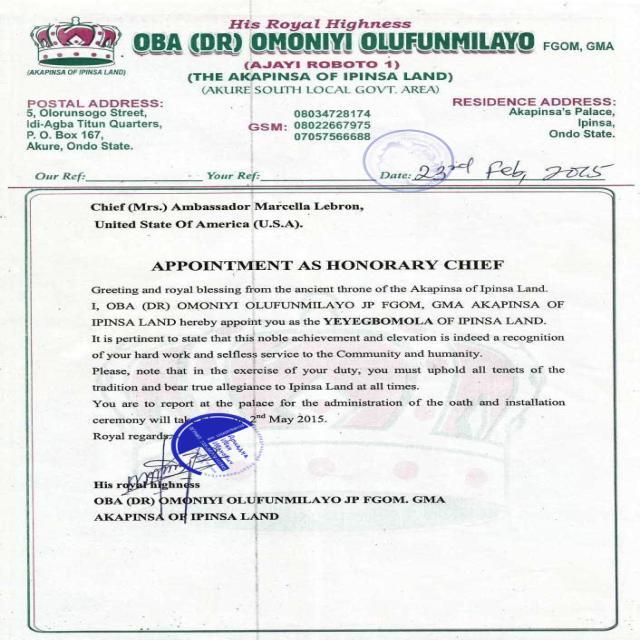 His Royal Highness
OBA (DR) OMONIYI OLUFUNMILAYO FGOM, GMA
(AJAYI ROBOTO 1)
(THE AKAPINSA OF IPINSA LAND)
(AKURE SOUTH LOCAL GOVT. AREA)
(AKAPINSA OF IPINSA LAND)
POSTAL ADDRESS:
5, Olorunsogo Street,
Idi-Agba Titun Quarters,
P. O. Box 167,
Akure, Ondo State.
GSM: 08034728174
08022667975
07057566688
RESIDENCE ADDRESS:
Akapinsa's Palace,
Ipinsa,
Ondo State.
Our Ref: Your Ref: Date: 23rd Feb, 2015
Chief (Mrs.) Ambassador Marcella Lebron,
United State Of America (U.S.A).
APPOINTMENT AS HONORARY CHIEF
Greeting and royal blessing from the ancient throne of the Akapinsa of Ipinsa Land.
I, OBA (DR) OMONIYI OLUFUNMILAYO JP FGOM, GMA AKAPINSA OF
IPINSA LAND hereby appoint you as the YEYEGBOMOLA OF IPINSA LAND.
It is pertinent to state that this noble achievement and elevation is indeed a recognition
of your hard work and selfless service to the Community and humanity.
Please, note that in the exercise of your duty, you must uphold all tenets of the
tradition and bear true allegiance to Ipinsa Land at all times.
You are to report at the palace for the administration of the oath and installation
ceremony will 2nd May 2015.
Royal regards
His royal highness
OBA (DR) OMONIYI OLUFUNMILAYO JP FGOM. GMA
AKAPINSA OF IPINSA LAND